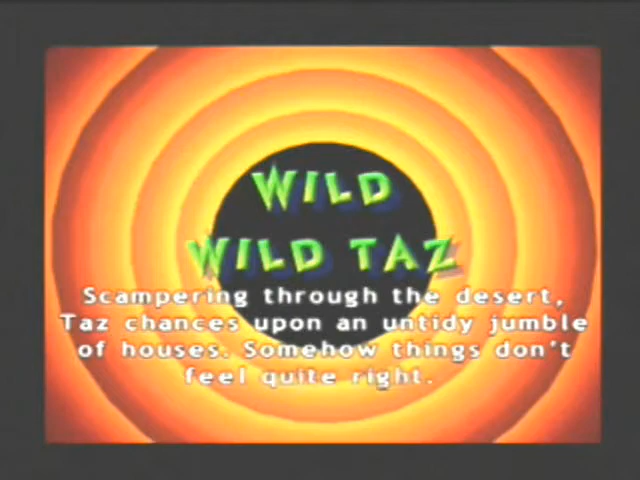 WILD
WILD TAZ
Scampering through the desert,
Taz chances upon an untidy jumble
of houses. Somehow things don't
feel quite right.